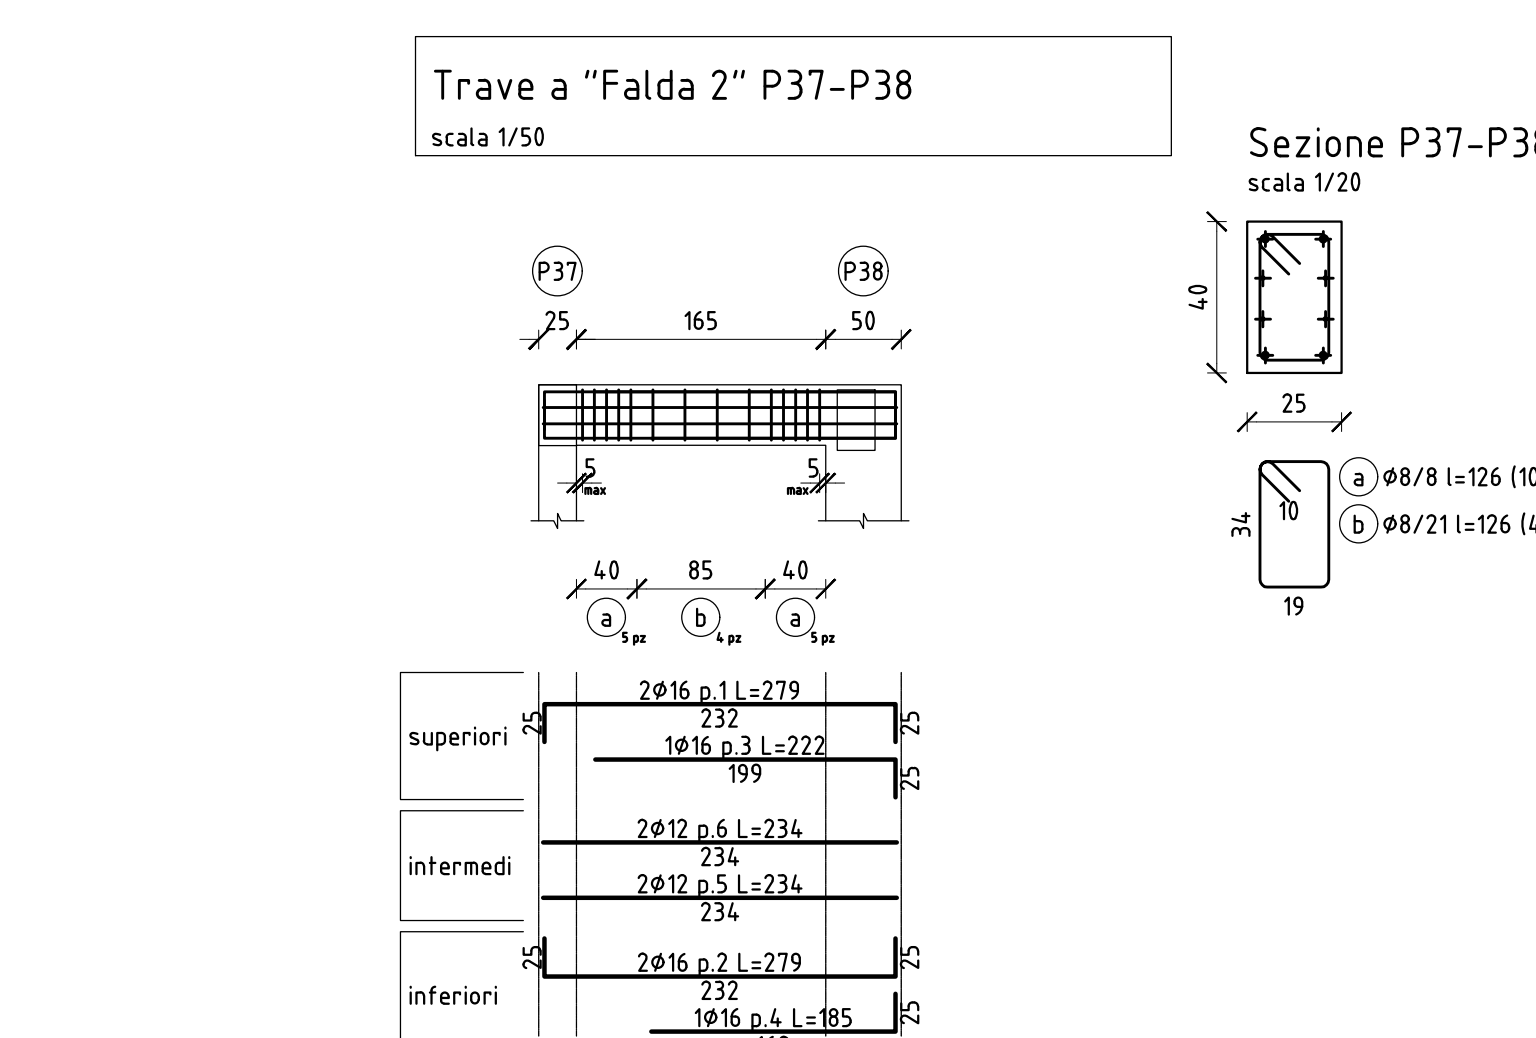 Trave a "Falda 2" P37-P38
scala 1/50
Sezione P37-P38
scala 1/20
P37
P38
25
165
50
40
25
5
max
5
max
a
Ø8/8 l=126 (10
b
Ø8/21 l=126 (4
10
34
19
40
85
40
a
5 pz
b
4 pz
a
5 pz
superiori
2Ø16 p.1 L=279
25
232
25
1Ø16 p.3 L=222
199
25
intermedi
2Ø12 p.6 L=234
234
2Ø12 p.5 L=234
234
inferiori
25
2Ø16 p.2 L=279
25
232
1Ø16 p.4 L=185
25